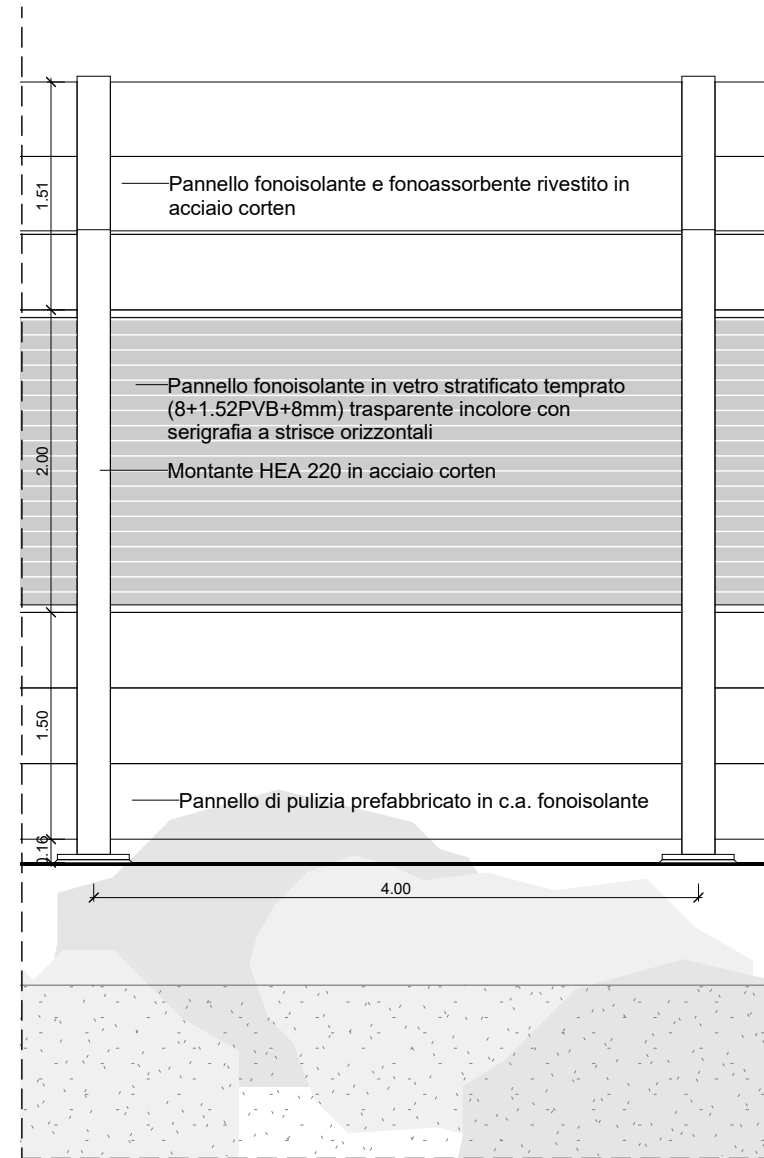 1.51
Pannello fonoisolante e fonoassorbente rivestito in
acciaio corten
Pannello fonoisolante in vetro stratificato temprato
(8+1.52PVB+8mm) trasparente incolore con
serigrafia a strisce orizzontali
2.00
Montante HEA 220 in acciaio corten
1.50
Pannello di pulizia prefabbricato in c.a. fonoisolante
0.16
4.00